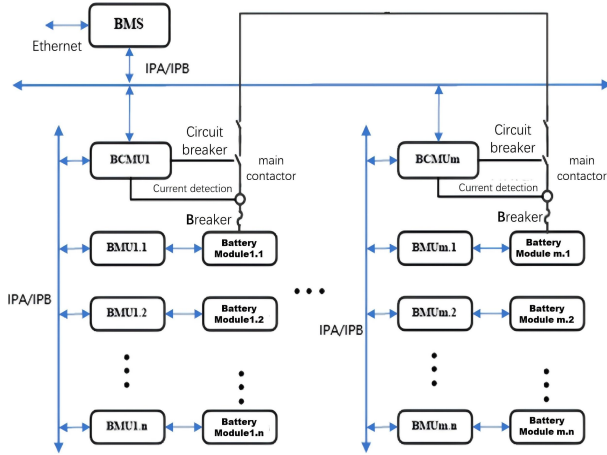 BMS
Ethernet
IPA/IPB
Circuit
breaker
BCMU1
main
contactor
Current detection
Breaker
BMU1.1
Battery
Module1.1
IPA/IPB
BMU1.2
Battery
Module1.2
BMU1.n
Battery
Module1.n
Circuit
breaker
BCMUm
main
contactor
Current detection
Breaker
BMUm.1
Battery
Module m.1
IPA/IPB
BMUm.2
Battery
Module m.2
BMUm.n
Battery
Module m.n